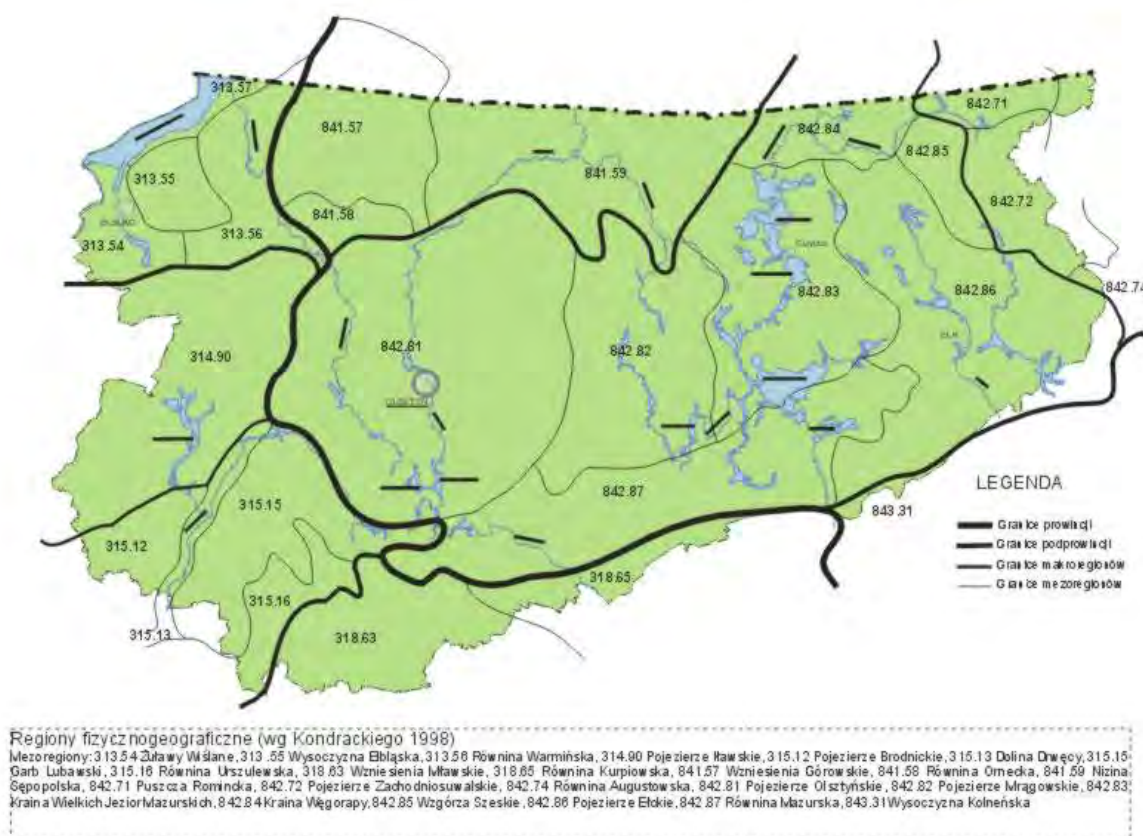 313.57
842.71
841.57
842.84
842.85
313.55
841.59
842.72
841.58
313.54
313.56
842.83
842.86
842.74
314.90
842.81
842.82
LEGENDA
842.87
315.15
843.31
Granice prowincji
Granice podprowincji
315.12
Granice makroregionów
318.65
Granice mezoregionów
315.16
315.13
318.63
Regiony fizycznogeograficzne (wg Kondrackiego 1998)
Mezoregiony: 313.54 Żuławy Wiślane, 313 .55 Wysoczyzna Elbląska, 313.56 Równina Warmińska, 314.90 Pojezierze Iławskie, 315.12 Pojezierze Brodnickie, 315.13 Dolina Drwęcy, 315.15
Garb Lubawski, 315.16 Równina Urszulewska, 318.63 Wzniesienia Mławskie, 318.65 Równina Kurpiowska, 841.57 Wzniesienia Górowskie, 841.58 Równina Ornecka, 841.59 Nizina
Sępopolska, 842.71 Puszcza Romincka, 842.72 Pojezierze Zachodniosuwalskie, 842.74 Równina Augustowska, 842.81 Pojezierze Olsztyńskie, 842.82 Pojezierze Mrągowskie, 842.83
Kraina Wielkich Jezior Mazurskich, 842.84 Kraina Węgorapy, 842.85 Wzgórza Szeskie, 842.86 Pojezierze Ełckie, 842.87 Równina Mazurska, 843.31 Wysoczyzna Kolneńska